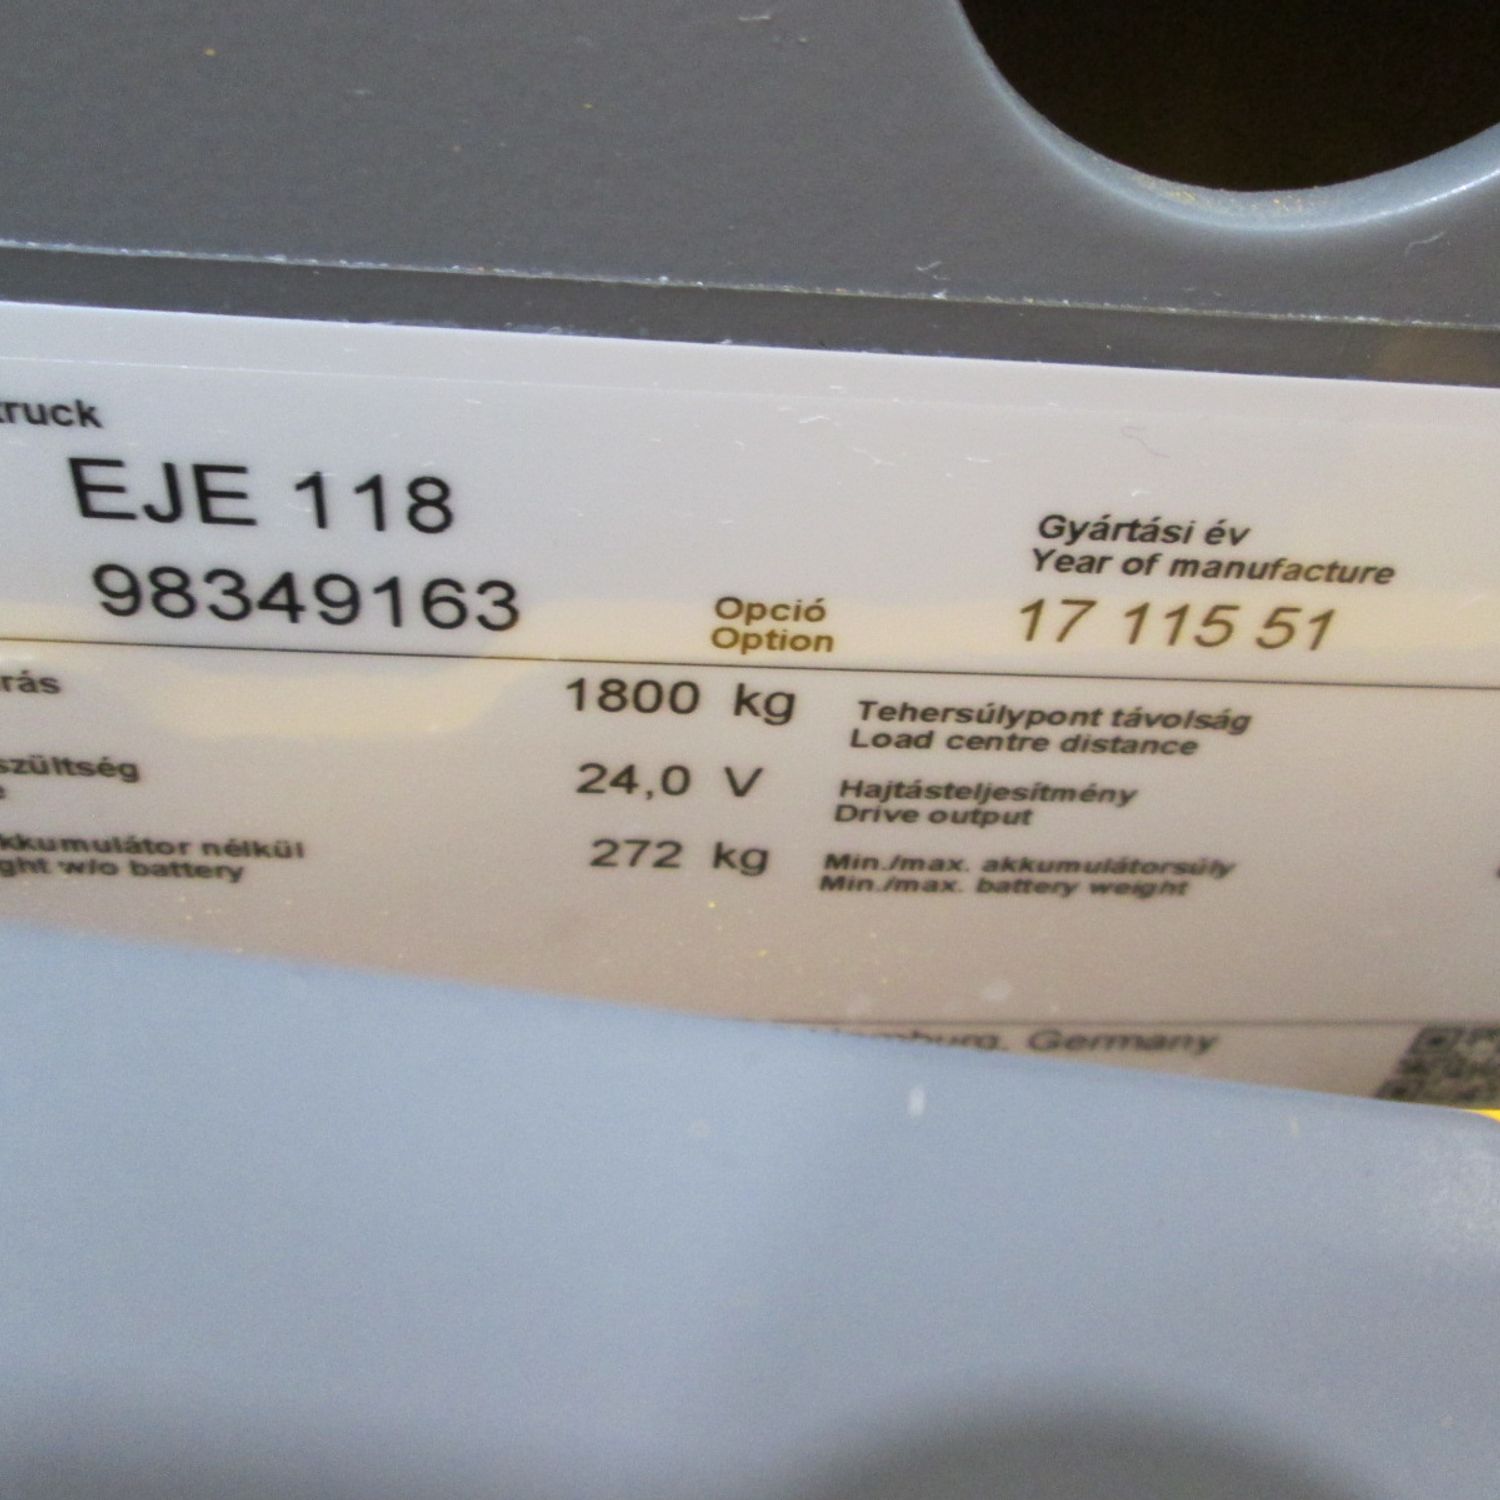 truck
EJE 118
Gyártási év
Year of manufacture
98349163
Opció
Option
17 115 51
rás
1800 kg
Tehersúlypont távolság
Load centre distance
szültség
e
24,0 V
Hajtásteljesítmény
Drive output
kkumulátor nélkül
ght w/o battery
272 kg
Min./max. akkumulátorsúly
Min./max. battery weight
Hamburg, Germany